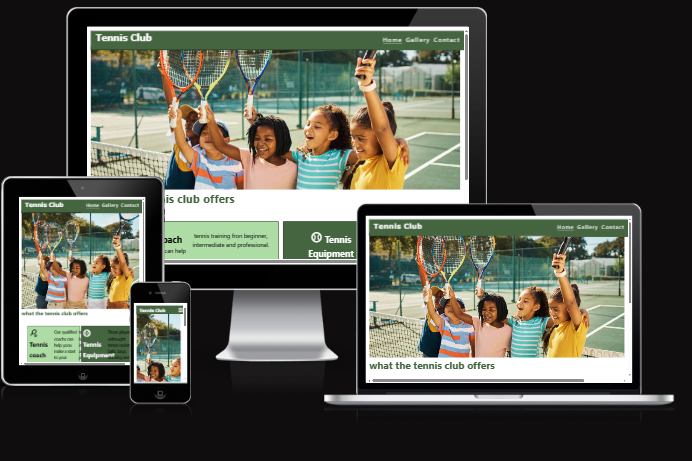 Tennis Club
Home Gallery Contact
is club offers
oach
can help
tennis training fron beginner,
intermediate and professional.
Tennis
Equipment
Tennis Club
Home Gallery Contact
what the tennis club offers
Tennis
coach
Our qualified
coachs can
help you
make a start
to your
Tennis
Equipment
Tennis Club
Tennis Club
Home Gallery Contact
what the tennis club offers